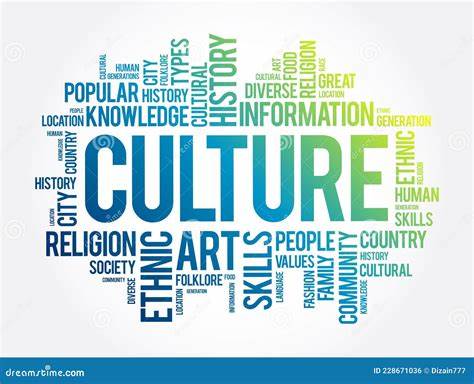 CULTURAL
HUMAN
GENERATIONS
CITY
FOLKLORE
TYPES
CULTURAL
HISTORY
ART
CULTURAL
FOOD
RELIGION
AGE
GREAT
LOCATION
POPULAR
HISTORY
DIVERSE
PEOPLE
LOCATION
KNOWLEDGE
INFORMATION
ETHNIC
GENERATION
HUMAN
KNOWLEDGE
COUNTRY
CULTURE
ETHNIC
RELIGION
HISTORY
CITY
LOCATION
HUMAN
SKILLS
RELIGION
SOCIETY
COMMUNITY
DIVERSE
ETHNIC
ART
FOLKLORE
FOOD
LOCATION
GENERATION
INFORMATION
SKILLS
PEOPLE
VALUES
LANGUAGE
FASHION
FAMILY
COMMUNITY
COUNTRY
HISTORY
CULTURAL
KNOWLEDGE
dreamstime.com
ID 228671036 © Dizain777